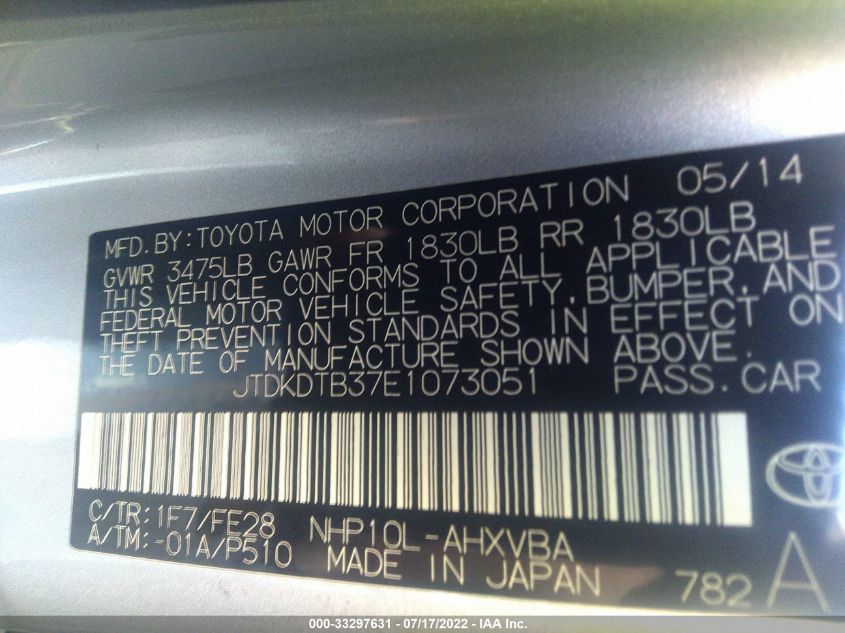 MFD. BY: TOYOTA MOTOR CORPORATION 05/14
GVWR 3475LB GAWR FR 1830LB RR 1830LB
THIS VEHICLE CONFORMS TO ALL APPLICABLE
FEDERAL MOTOR VEHICLE SAFETY, BUMPER, AND
THEFT PREVENTION STANDARDS IN EFFECT ON
THE DATE OF MANUFACTURE SHOWN ABOVE.
JTDKDTB37E1073051 PASS. CAR
C/TR: 1F7/FE28 NHP10L-AHXVBA
A/TM: -01A/P510 MADE IN JAPAN 782 A
000-33297631 - 07/17/2022 - IAA Inc.